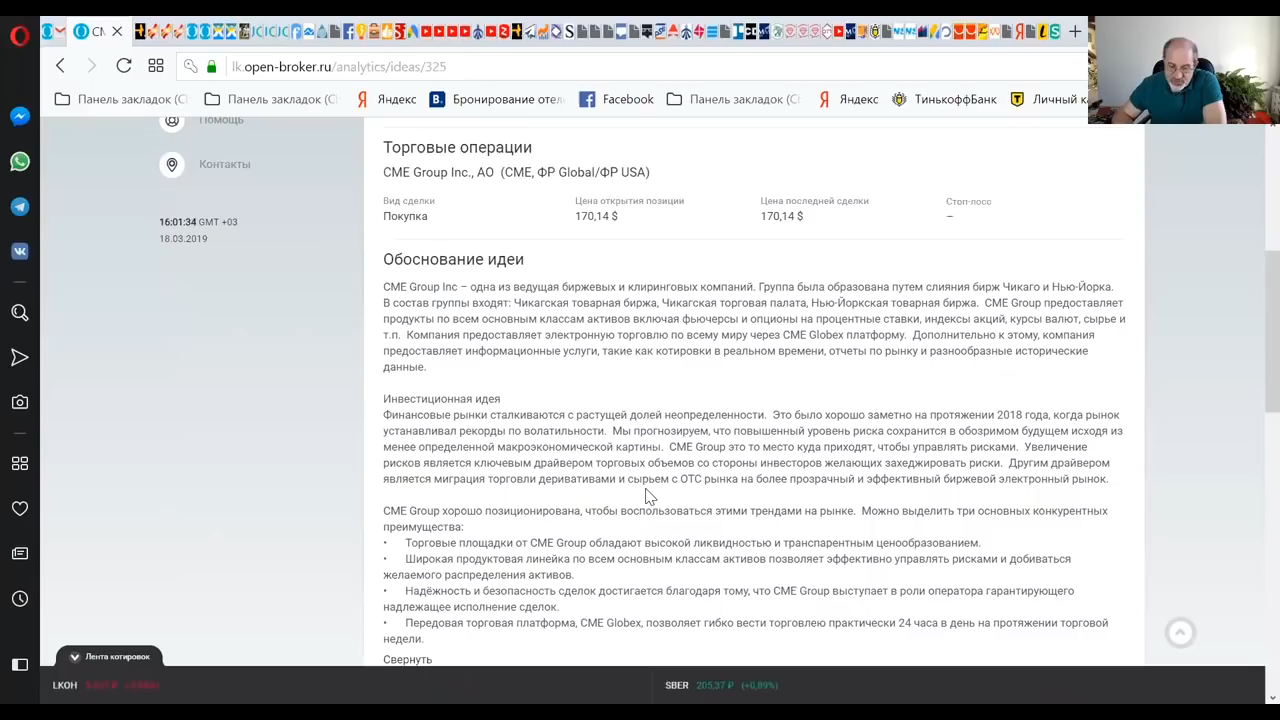 СМ
lk.open-broker.ru/analytics/ideas/325
Панель закладок (С
Панель закладок (С
Яндекс
Бронирование оте
Facebook
Панель закладок (С
Яндекс
ТинькоффБанк
Личный к
Помощь
Контакты
16:01:34 GMT +03
18.03.2019
Торговые операции
CME Group Inc., АО (CME, ФР Global/ФР USA)
Вид сделки
Цена открытия позиции
Цена последней сделки
Стоп-лосс
Покупка
170,14 $
170,14 $
–
Обоснование идеи
CME Group Inc – одна из ведущая биржевых и клиринговых компаний. Группа была образована путем слияния бирж Чикаго и Нью-Йорка.
В состав группы входят: Чикагская товарная биржа, Чикагская торговая палата, Нью-Йоркская товарная биржа. CME Group предоставляет
продукты по всем основным классам активов включая фьючерсы и опционы на процентные ставки, индексы акций, курсы валют, сырье и
т.п. Компания предоставляет электронную торговлю по всему миру через CME Globex платформу. Дополнительно к этому, компания
предоставляет информационные услуги, такие как котировки в реальном времени, отчеты по рынку и разнообразные исторические
данные.
Инвестиционная идея
Финансовые рынки сталкиваются с растущей долей неопределенности. Это было хорошо заметно на протяжении 2018 года, когда рынок
устанавливал рекорды по волатильности. Мы прогнозируем, что повышенный уровень риска сохранится в обозримом будущем исходя из
менее определенной макроэкономической картины. CME Group это то место куда приходят, чтобы управлять рисками. Увеличение
рисков является ключевым драйвером торговых объемов со стороны инвесторов желающих захеджировать риски. Другим драйвером
является миграция торговли деривативами и сырьем с ОТС рынка на более прозрачный и эффективный биржевой электронный рынок.
CME Group хорошо позиционирована, чтобы воспользоваться этими трендами на рынке. Можно выделить три основных конкурентных
преимущества:
• Торговые площадки от CME Group обладают высокой ликвидностью и транспарентным ценообразованием.
• Широкая продуктовая линейка по всем основным классам активов позволяет эффективно управлять рисками и добиваться
желаемого распределения активов.
• Надёжность и безопасность сделок достигается благодаря тому, что CME Group выступает в роли оператора гарантирующего
надлежащее исполнение сделок.
• Передовая торговая платформа, CME Globex, позволяет гибко вести торговлею практически 24 часа в день на протяжении торговой
недели.
Свернуть
Лента котировок
LKOH
SBER 205,37 ₽ (+0,89%)